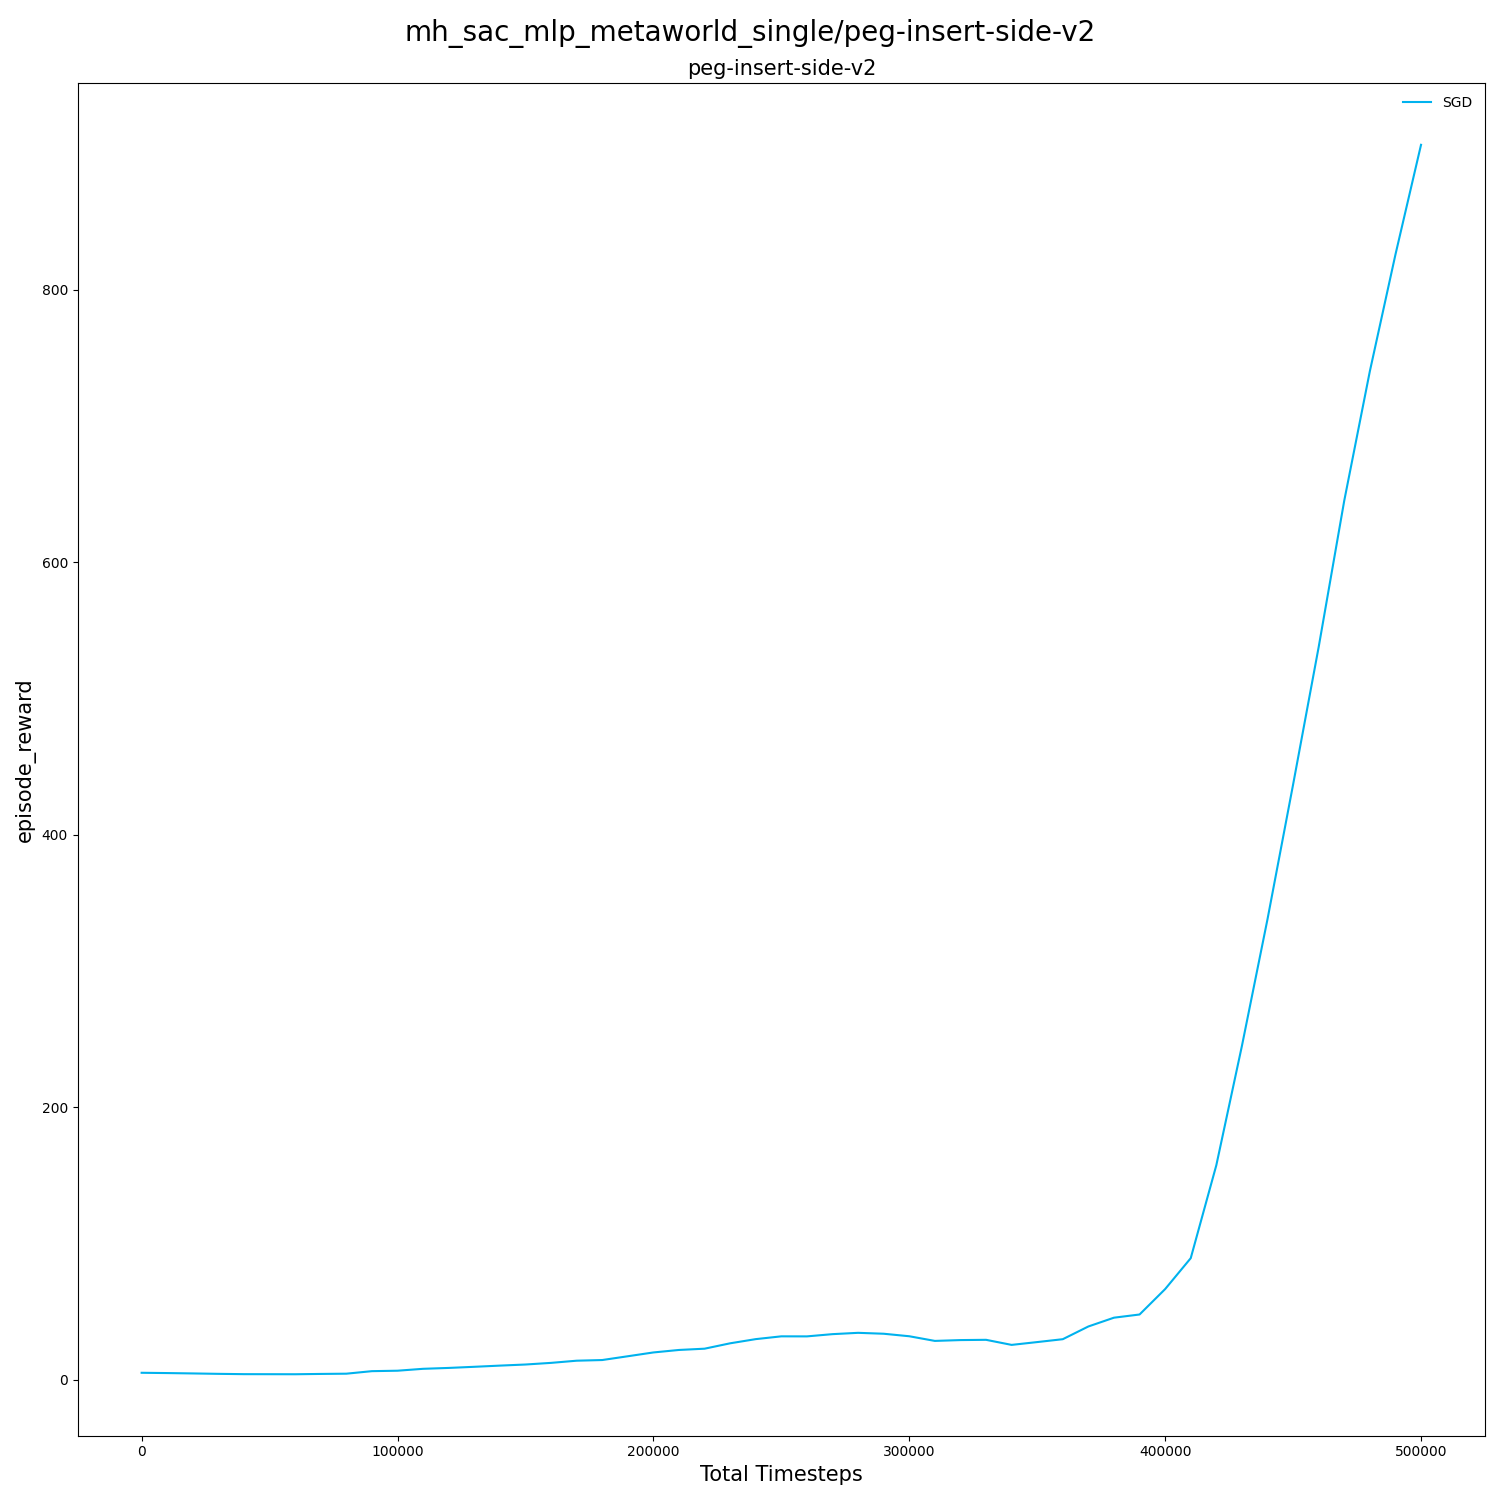 mh_sac_mlp_metaworld_single/peg-insert-side-v2
peg-insert-side-v2
SGD
episode_reward
800
600
400
200
0
0 100000 200000 300000 400000 500000
Total Timesteps